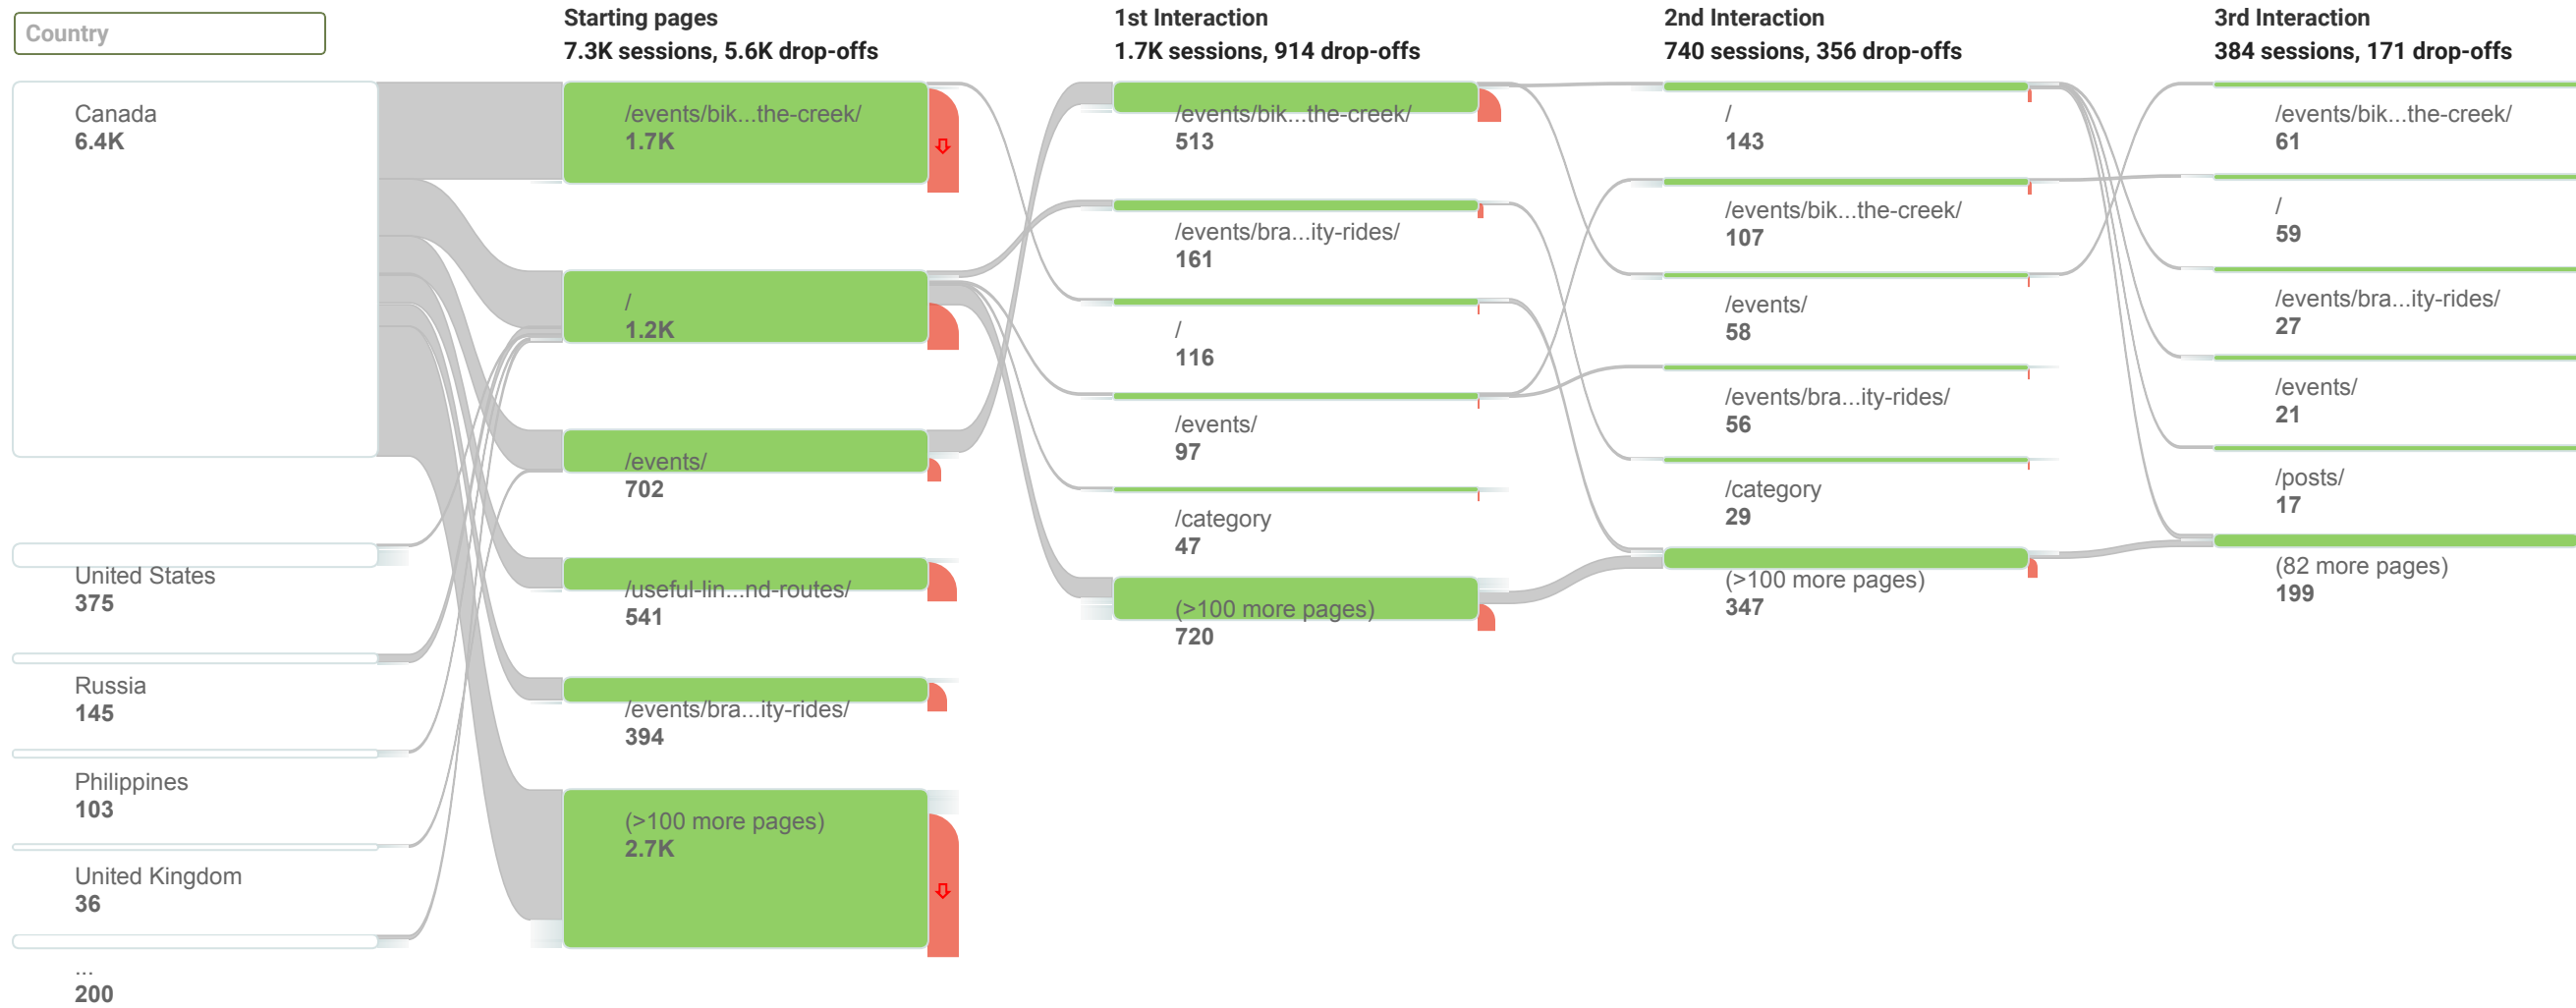 Country
Canada
6.4K
United States
375
Russia
145
Philippines
103
United Kingdom
36
...
200
Starting pages
7.3K sessions, 5.6K drop-offs
/events/bik...the-creek/
1.7K
/
1.2K
/events/
702
/useful-lin...nd-routes/
541
/events/bra...ity-rides/
394
(>100 more pages)
2.7K
1st Interaction
1.7K sessions, 914 drop-offs
/events/bik...the-creek/
513
/events/bra...ity-rides/
161
/
116
/events/
97
/category
47
(>100 more pages)
720
2nd Interaction
740 sessions, 356 drop-offs
/
143
/events/bik...the-creek/
107
/events/
58
/events/bra...ity-rides/
56
/category
29
(>100 more pages)
347
3rd Interaction
384 sessions, 171 drop-offs
/events/bik...the-creek/
61
/
59
/events/bra...ity-rides/
27
/events/
21
/posts/
17
(82 more pages)
199